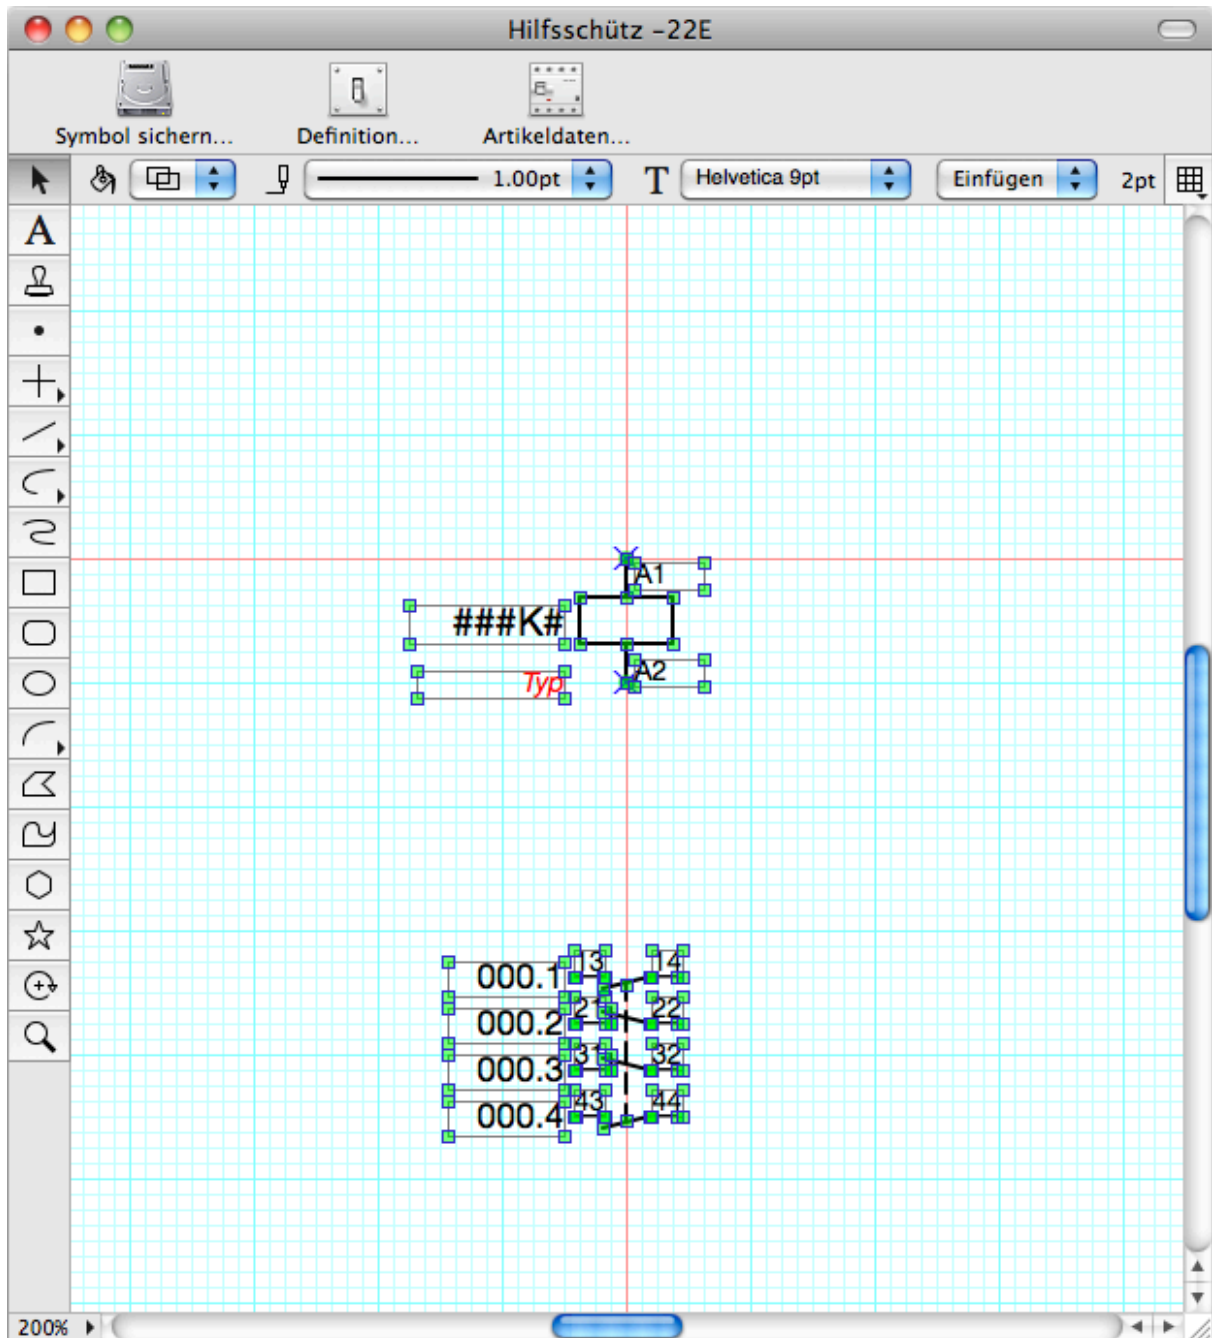 Hilfsschütz -22E
Symbol sichern... Definition... Artikeldaten...
1.00pt T Helvetica 9pt Einfügen 2pt
A
A1
###K#
Typ A2
000.1 13 14
000.2 21 22
000.3 31 32
000.4 43 44
200%